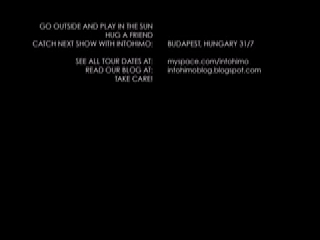 GO OUTSIDE AND PLAY IN THE SUN
HUG A FRIEND
CATCH NEXT SHOW WITH INTOHIMO: BUDAPEST, HUNGARY 31/7
SEE ALL TOUR DATES AT: myspace.com/intohimo
READ OUR BLOG AT: intohimoblog.blogspot.com
TAKE CARE!